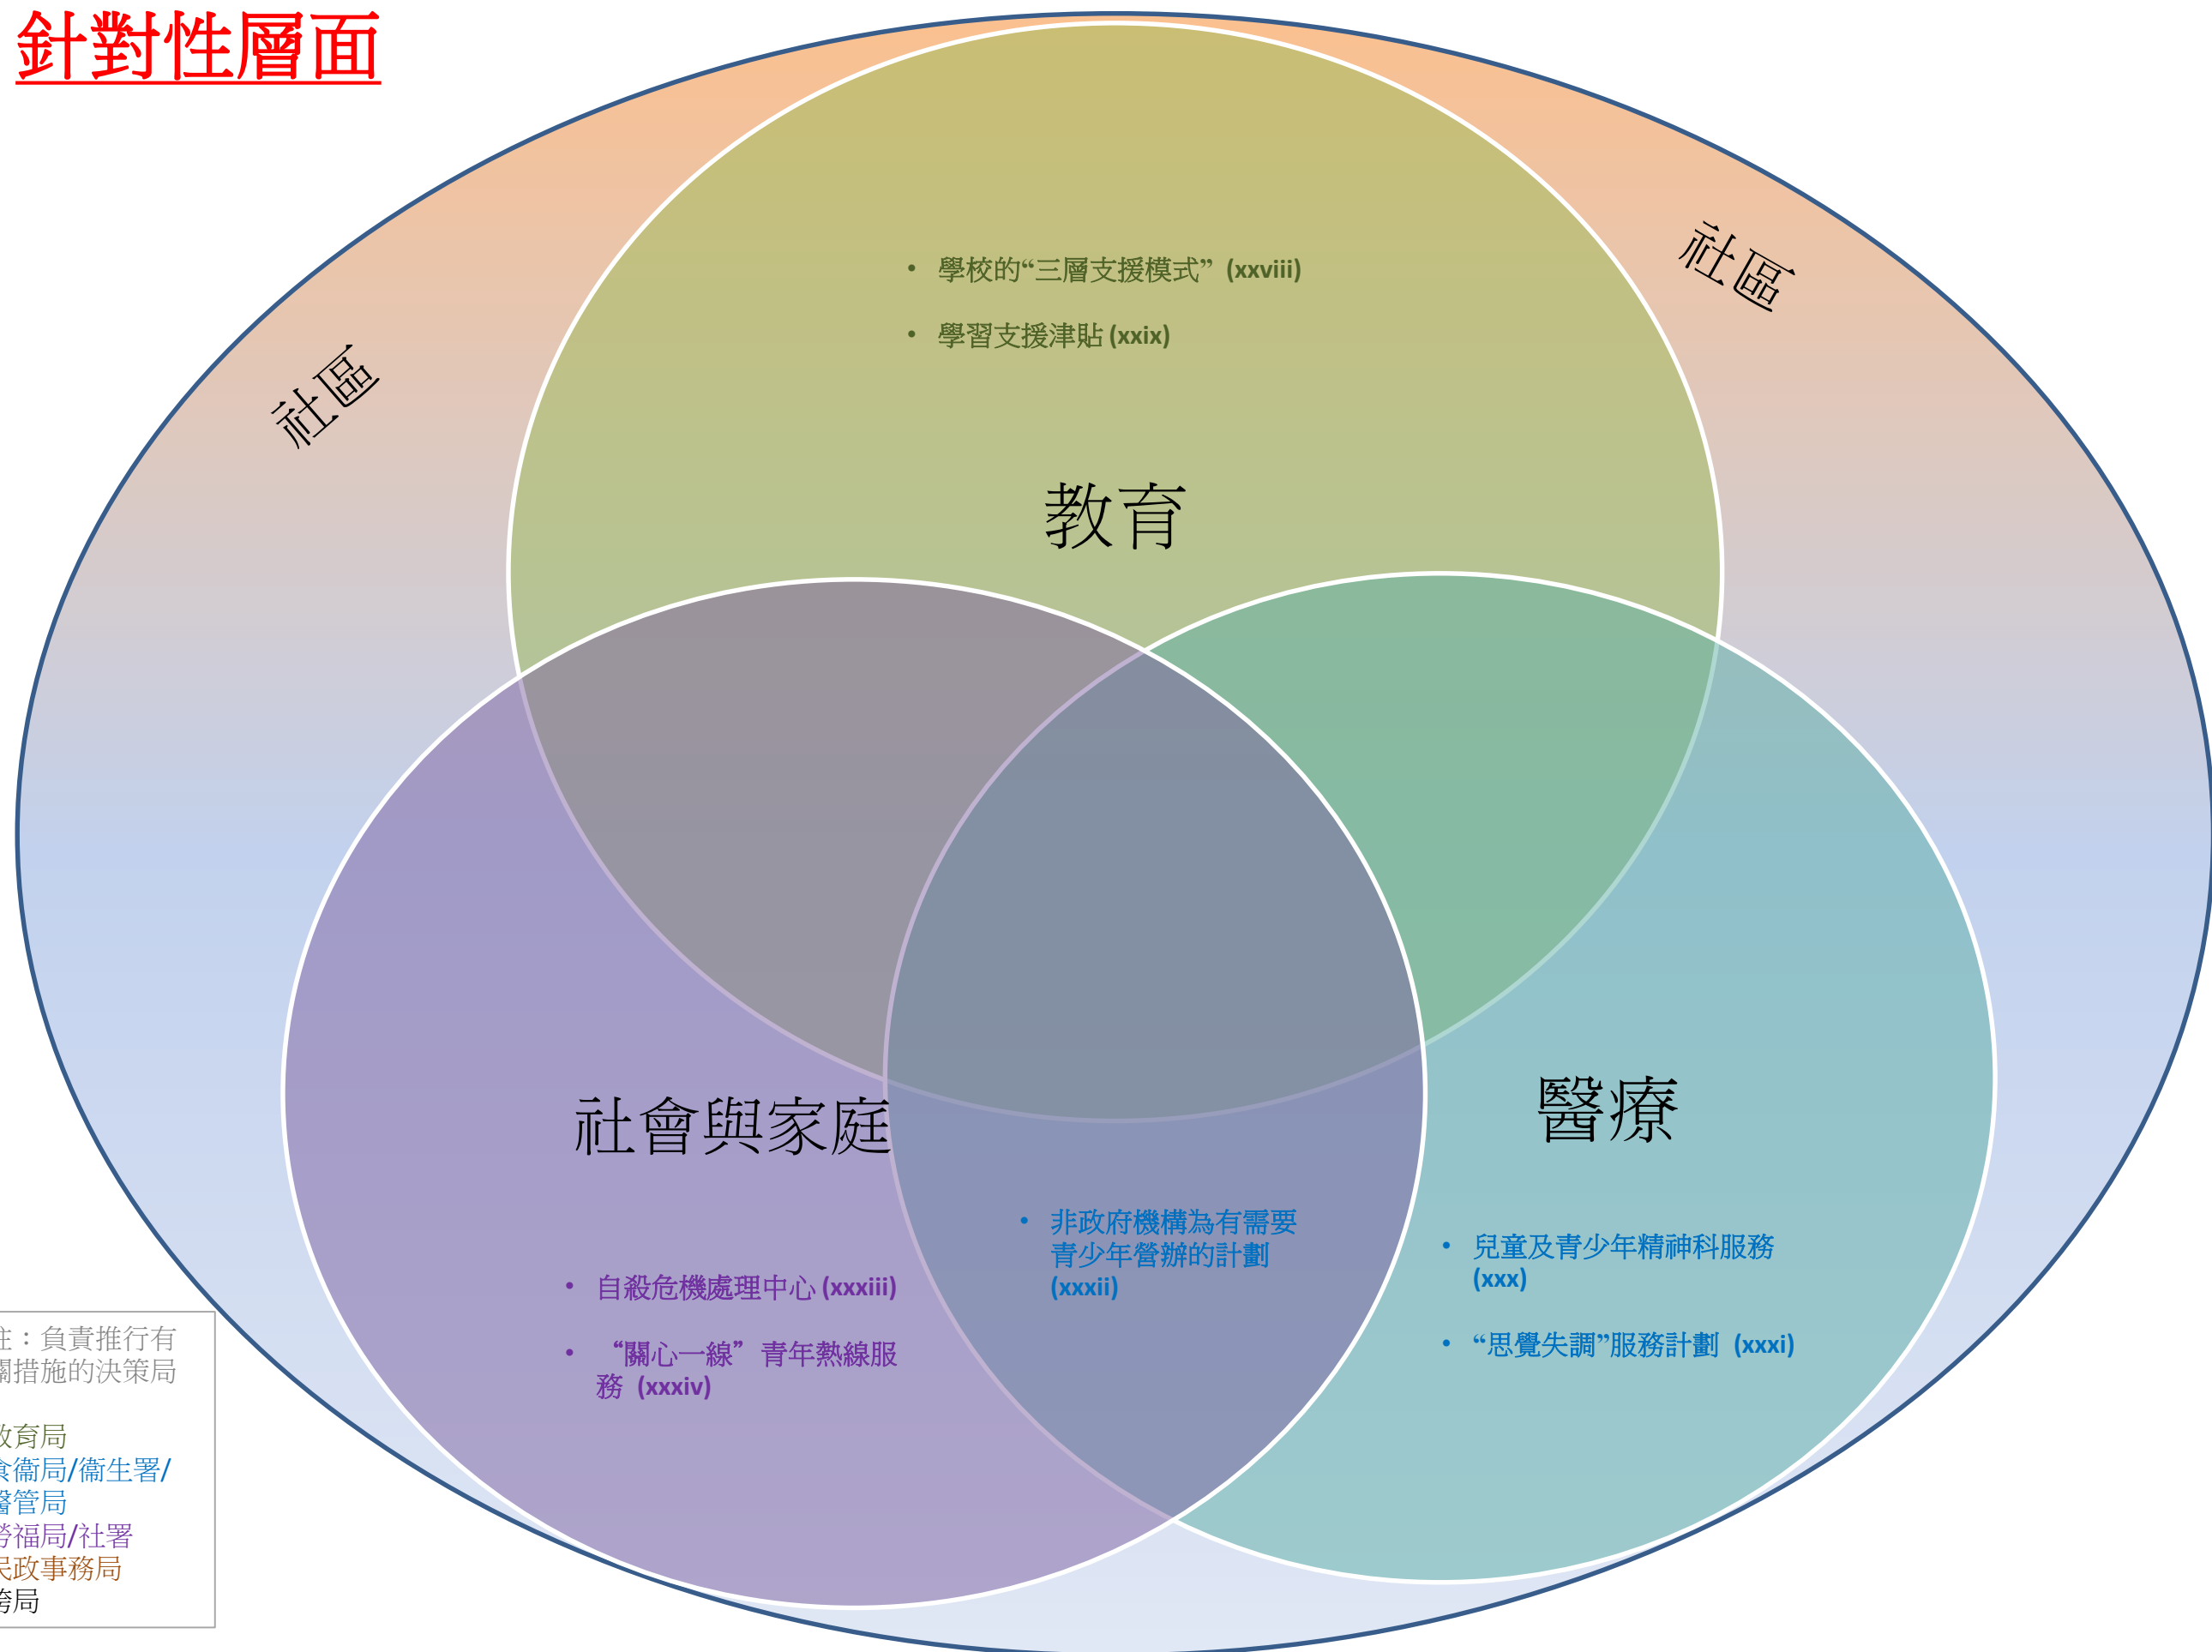 針對性層面
社區
社區
• 學校的“三層支援模式” (xxviii)
• 學習支援津貼 (xxix)
教育
社會與家庭
醫療
• 非政府機構為有需要
青少年營辦的計劃
(xxxii)
• 兒童及青少年精神科服務
(xxx)
• “思覺失調”服務計劃 (xxxi)
• 自殺危機處理中心 (xxxiii)
• “關心一線”青年熱線服
務 (xxxiv)
注：負責推行有
關措施的決策局
教育局
食衞局/衞生署/
醫管局
勞福局/社署
民政事務局
跨局